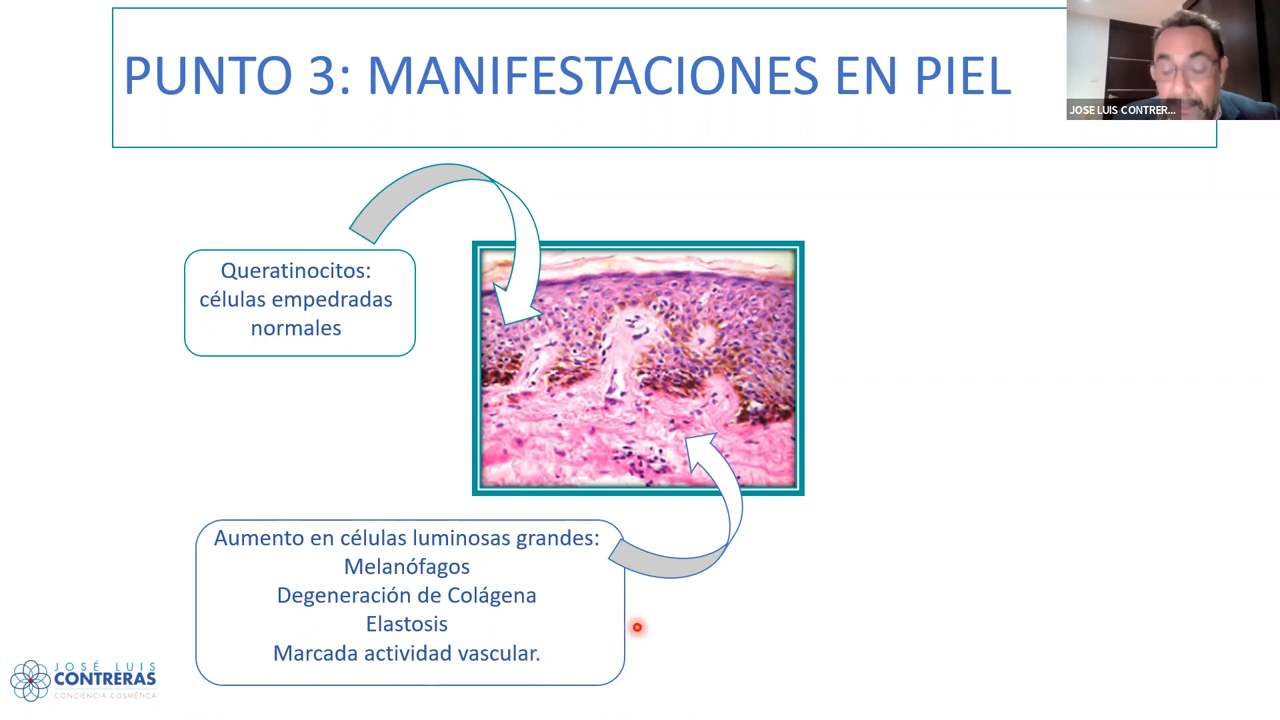 PUNTO 3: MANIFESTACIONES EN PIEL
JOSE LUIS CONTRER...
Queratinocitos:
células empedradas
normales
Aumento en células luminosas grandes:
Melanófagos
Degeneración de Colágena
Elastosis
Marcada actividad vascular.
JOSÉ LUIS
CONTRERAS
CONCIENCIA COSMÉTICA